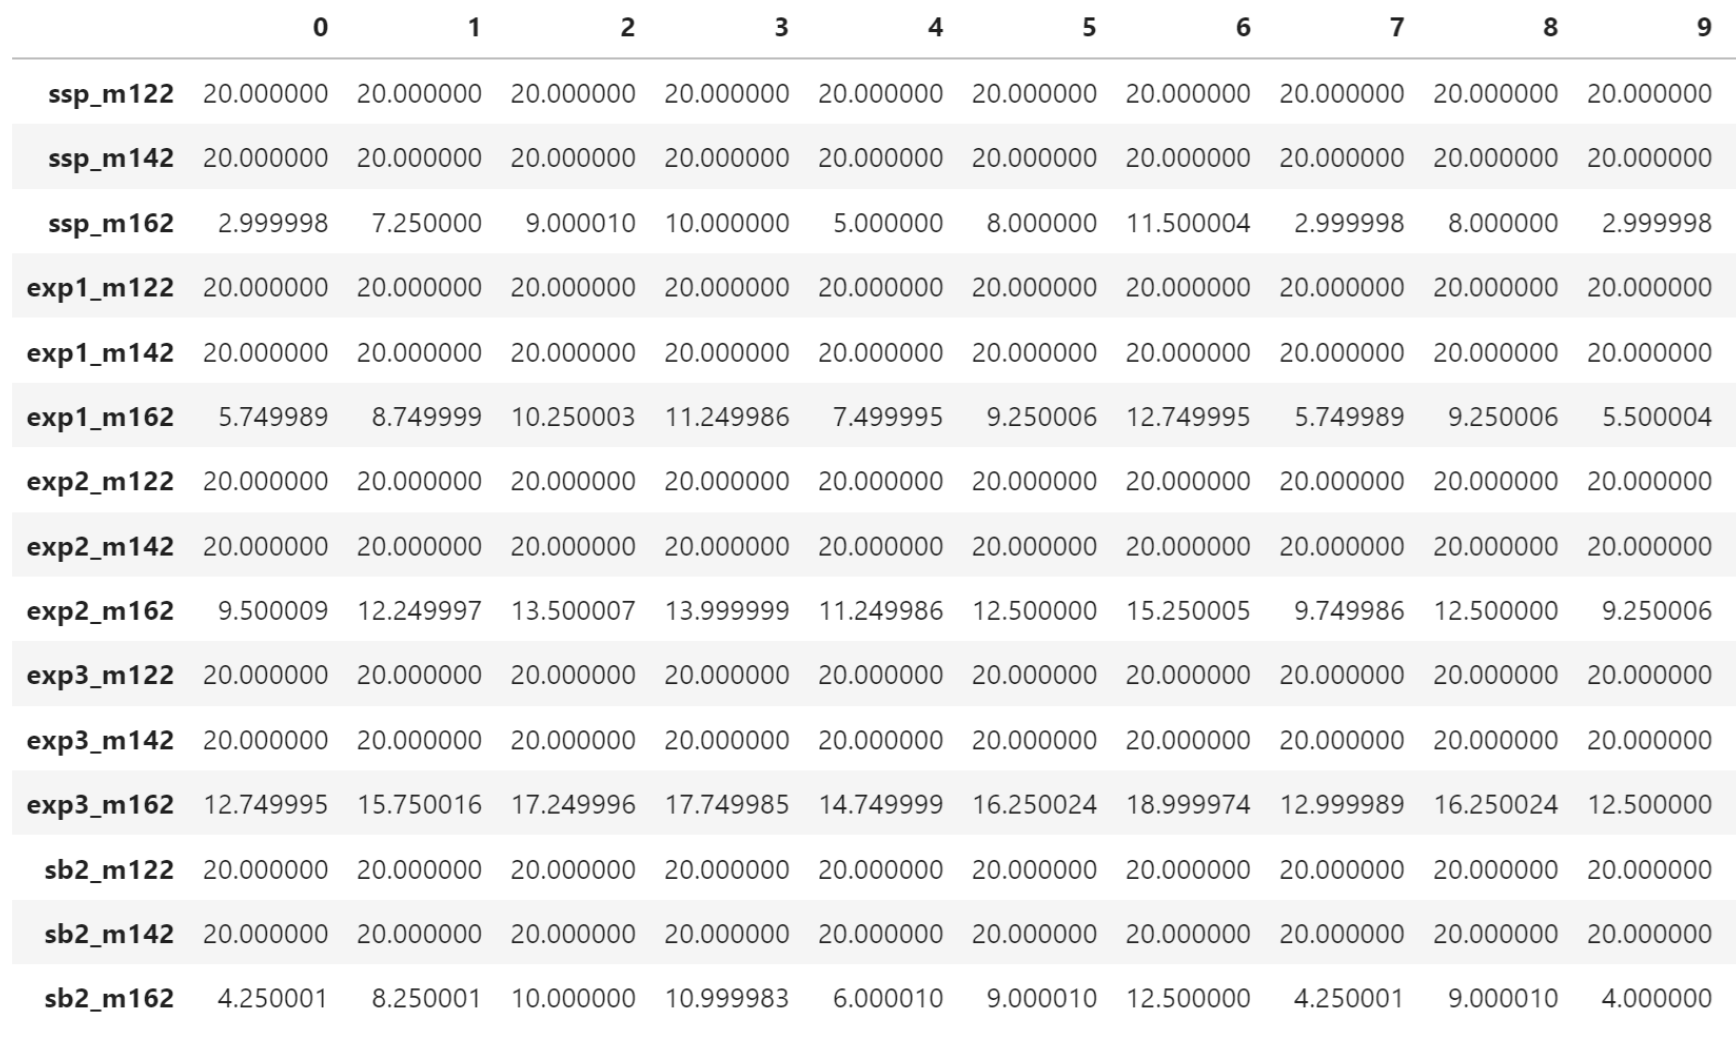 0 1 2 3 4 5 6 7 8 9
ssp_m122 20.000000 20.000000 20.000000 20.000000 20.000000 20.000000 20.000000 20.000000 20.000000 20.000000
ssp_m142 20.000000 20.000000 20.000000 20.000000 20.000000 20.000000 20.000000 20.000000 20.000000 20.000000
ssp_m162 2.999998 7.250000 9.000010 10.000000 5.000000 8.000000 11.500004 2.999998 8.000000 2.999998
exp1_m122 20.000000 20.000000 20.000000 20.000000 20.000000 20.000000 20.000000 20.000000 20.000000 20.000000
exp1_m142 20.000000 20.000000 20.000000 20.000000 20.000000 20.000000 20.000000 20.000000 20.000000 20.000000
exp1_m162 5.749989 8.749999 10.250003 11.249986 7.499995 9.250006 12.749995 5.749989 9.250006 5.500004
exp2_m122 20.000000 20.000000 20.000000 20.000000 20.000000 20.000000 20.000000 20.000000 20.000000 20.000000
exp2_m142 20.000000 20.000000 20.000000 20.000000 20.000000 20.000000 20.000000 20.000000 20.000000 20.000000
exp2_m162 9.500009 12.249997 13.500007 13.999999 11.249986 12.500000 15.250005 9.749986 12.500000 9.250006
exp3_m122 20.000000 20.000000 20.000000 20.000000 20.000000 20.000000 20.000000 20.000000 20.000000 20.000000
exp3_m142 20.000000 20.000000 20.000000 20.000000 20.000000 20.000000 20.000000 20.000000 20.000000 20.000000
exp3_m162 12.749995 15.750016 17.249996 17.749985 14.749999 16.250024 18.999974 12.999989 16.250024 12.500000
sb2_m122 20.000000 20.000000 20.000000 20.000000 20.000000 20.000000 20.000000 20.000000 20.000000 20.000000
sb2_m142 20.000000 20.000000 20.000000 20.000000 20.000000 20.000000 20.000000 20.000000 20.000000 20.000000
sb2_m162 4.250001 8.250001 10.000000 10.999983 6.000010 9.000010 12.500000 4.250001 9.000010 4.000000